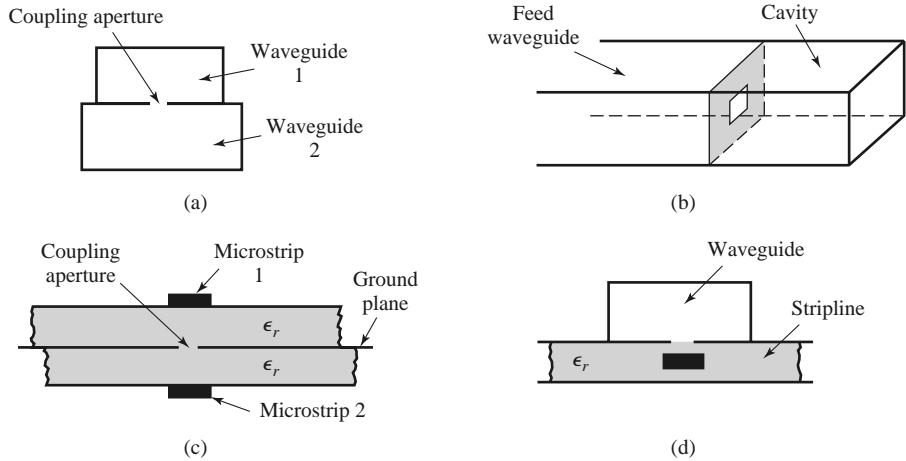 Coupling aperture
Waveguide
1
Waveguide
2
(a)
Feed
waveguide
Cavity
(b)
Coupling
aperture
Microstrip
1
Ground
plane
ϵr
ϵr
Microstrip 2
(c)
Waveguide
Stripline
ϵr
(d)